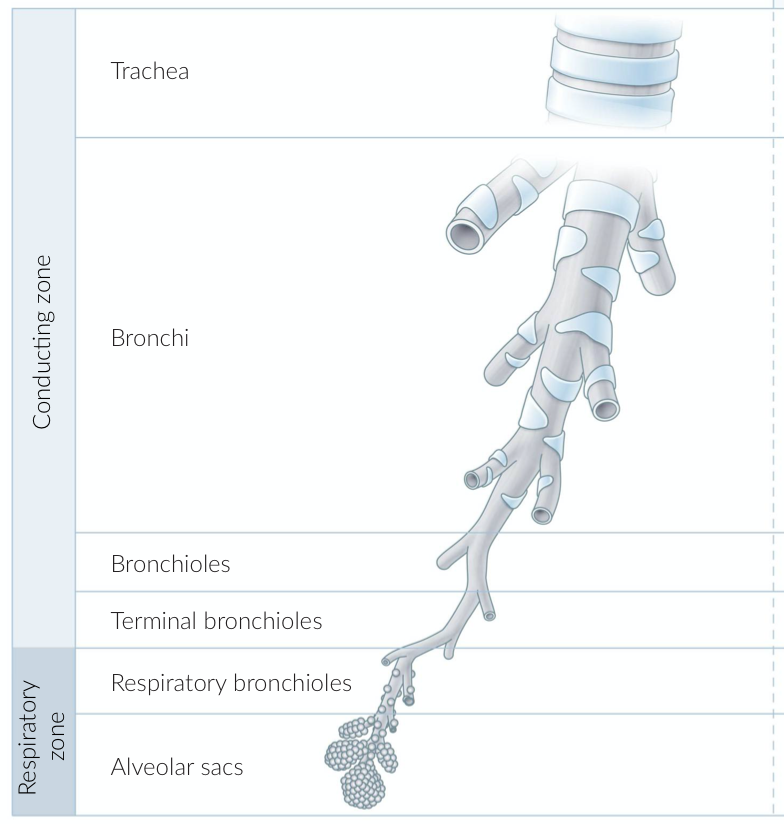 Conducting zone
Trachea
Bronchi
Bronchioles
Terminal bronchioles
Respiratory
zone
Respiratory bronchioles
Alveolar sacs